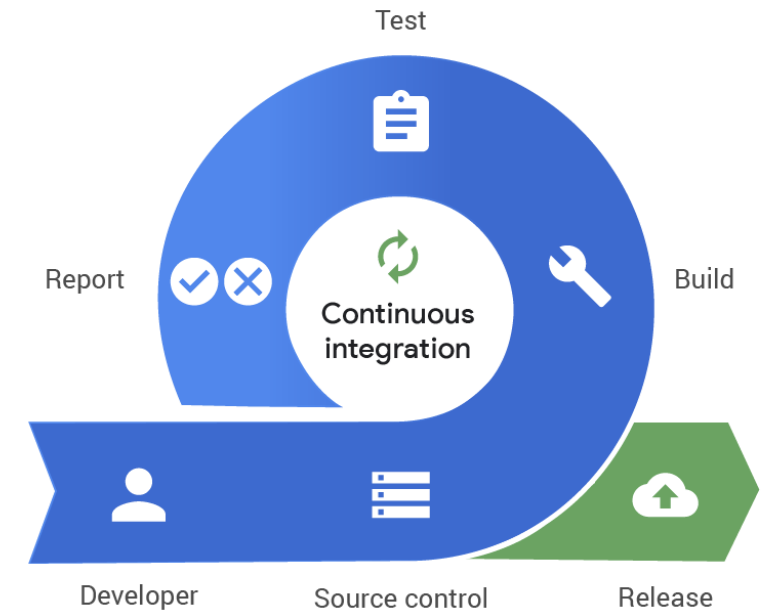 Test
Report
Build
Continuous
integration
Developer
Source control
Release